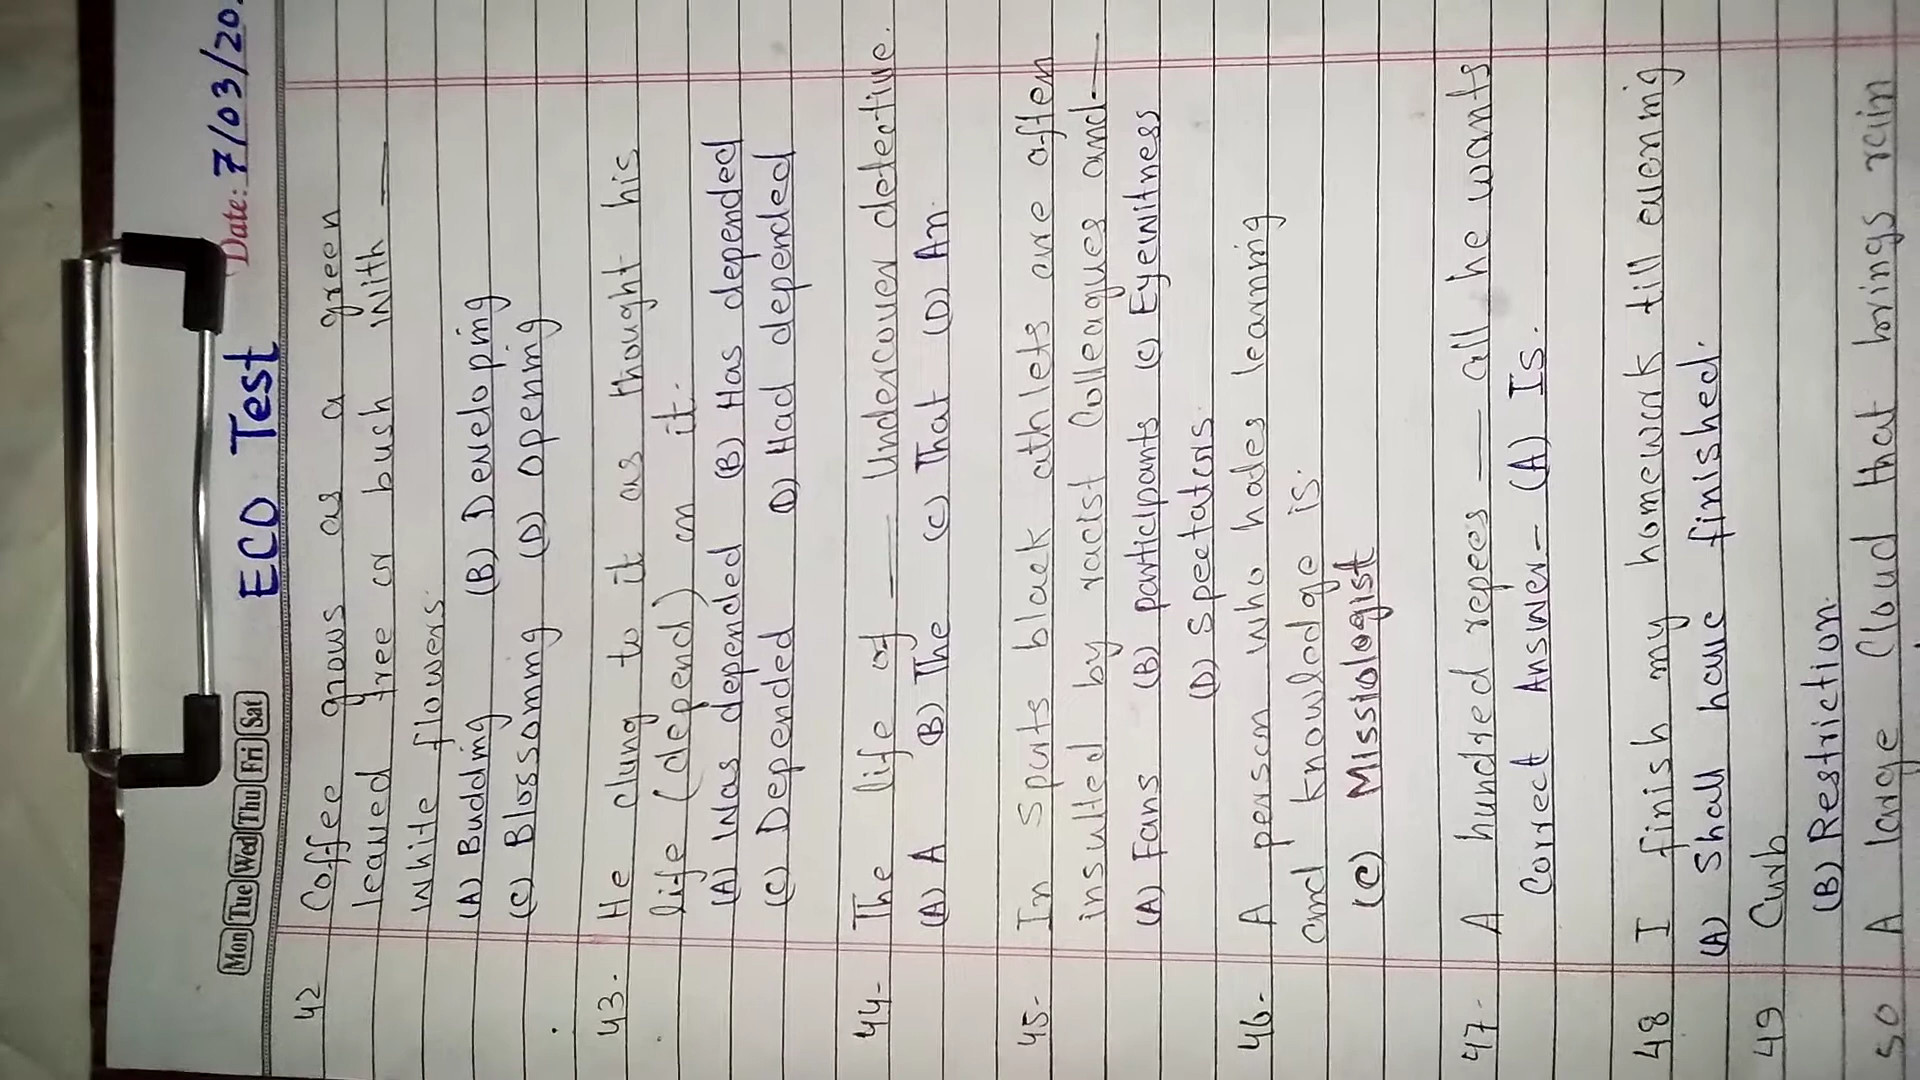 Mon Tue Wed Thu Fri Sat
Date: 7/03/20
ECO Test
42 Coffee grows as a green
leaved tree or bush with —
white flowers.
(A) Budding (B) Developing
(C) Blossoming (D) Opening
43. He clung to it as thought his
life (depend) on it.
(A) Was depended (B) Has depended
(C) Depended (D) Had depended
44- The life of — Undercover detective.
(A) A (B) The (C) That (D) An.
45- In Sports black athlets are often
insulted by racist Colleagues and —
(A) Fans (B) participants (C) Eyewitness
(D) Speetators.
46- A person who hades learning
and knowledge is.
(C) Missiologist
47- A hundred repees — all he wants
Correct Answer- (A) Is.
48 I finish my homework till evening
(A) Shall have finished.
49 Curb
(B) Restriction.
50 A large Cloud that brings rain